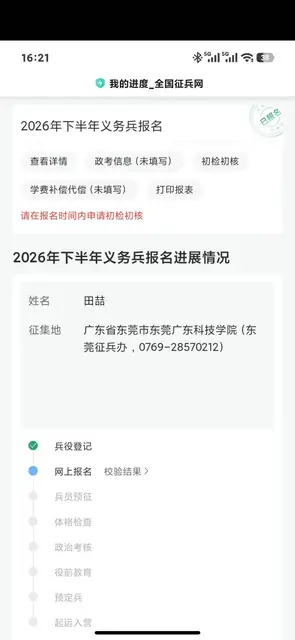 16:21
5G
5G
38
我的进度_全国征兵网
2026年下半年义务兵报名
已报名
查看详情
政考信息（未填写）
初检初核
学费补偿代偿（未填写）
打印报表
请在报名时间内申请初检初核
2026年下半年义务兵报名进展情况
姓名 田喆
征集地 广东省东莞市东莞广东科技学院（东
莞征兵办，0769-28570212）
兵役登记
网上报名 校验结果 >
兵员预征
体格检查
政治考核
役前教育
预定兵
起运入营